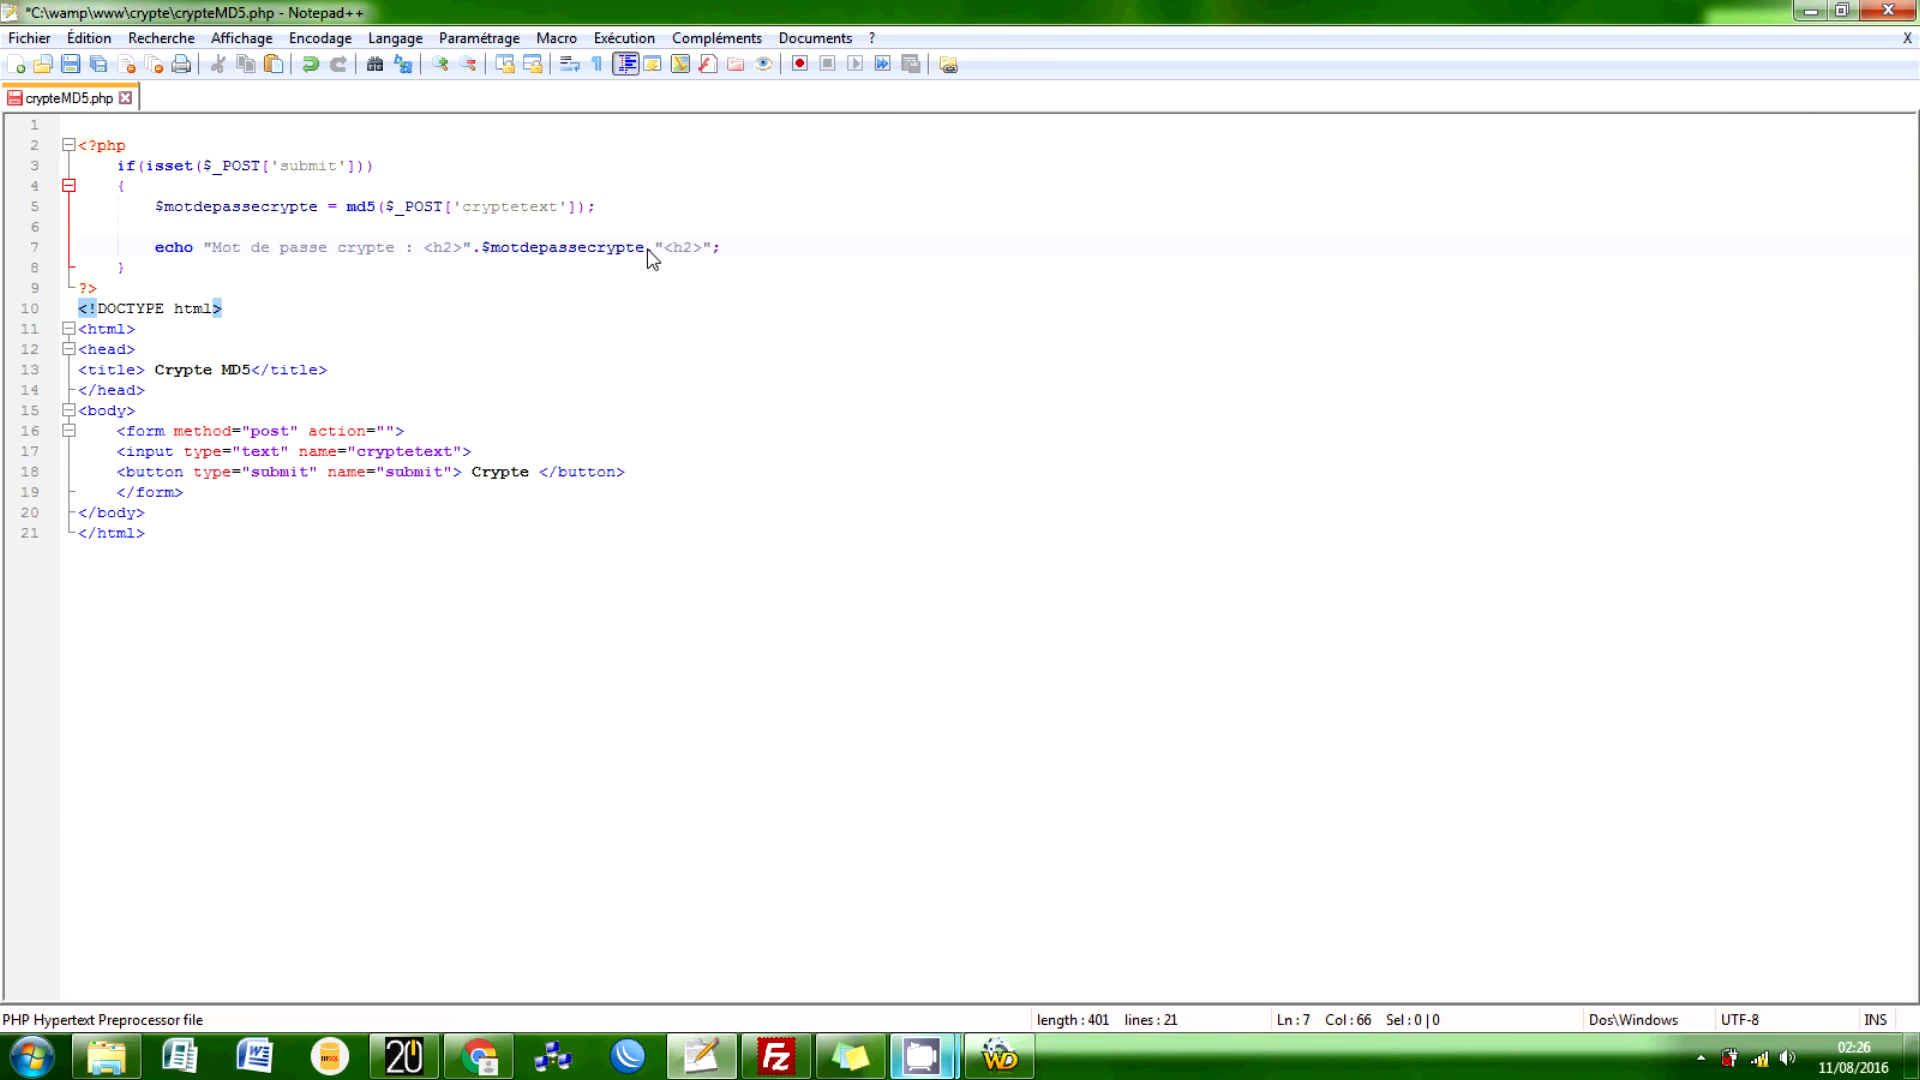 *C:\wamp\www\crypte\crypteMD5.php - Notepad++
Fichier Édition Recherche Affichage Encodage Langage Paramétrage Macro Exécution Compléments Documents ? X
crypteMD5.php
1
2 <?php
3 if(isset($_POST['submit']))
4 {
5 $motdepassecrypte = md5($_POST['cryptetext']);
6
7 echo "Mot de passe crypte : <h2>".$motdepassecrypte."<h2>";
8 }
9 ?>
10 <!DOCTYPE html>
11 <html>
12 <head>
13 <title> Crypte MD5</title>
14 </head>
15 <body>
16 <form method="post" action="">
17 <input type="text" name="cryptetext">
18 <button type="submit" name="submit"> Crypte </button>
19 </form>
20 </body>
21 </html>
PHP Hypertext Preprocessor file length : 401 lines : 21 Ln : 7 Col : 66 Sel : 0 | 0 Dos\Windows UTF-8 INS
20 FZ WD
02:26
11/08/2016